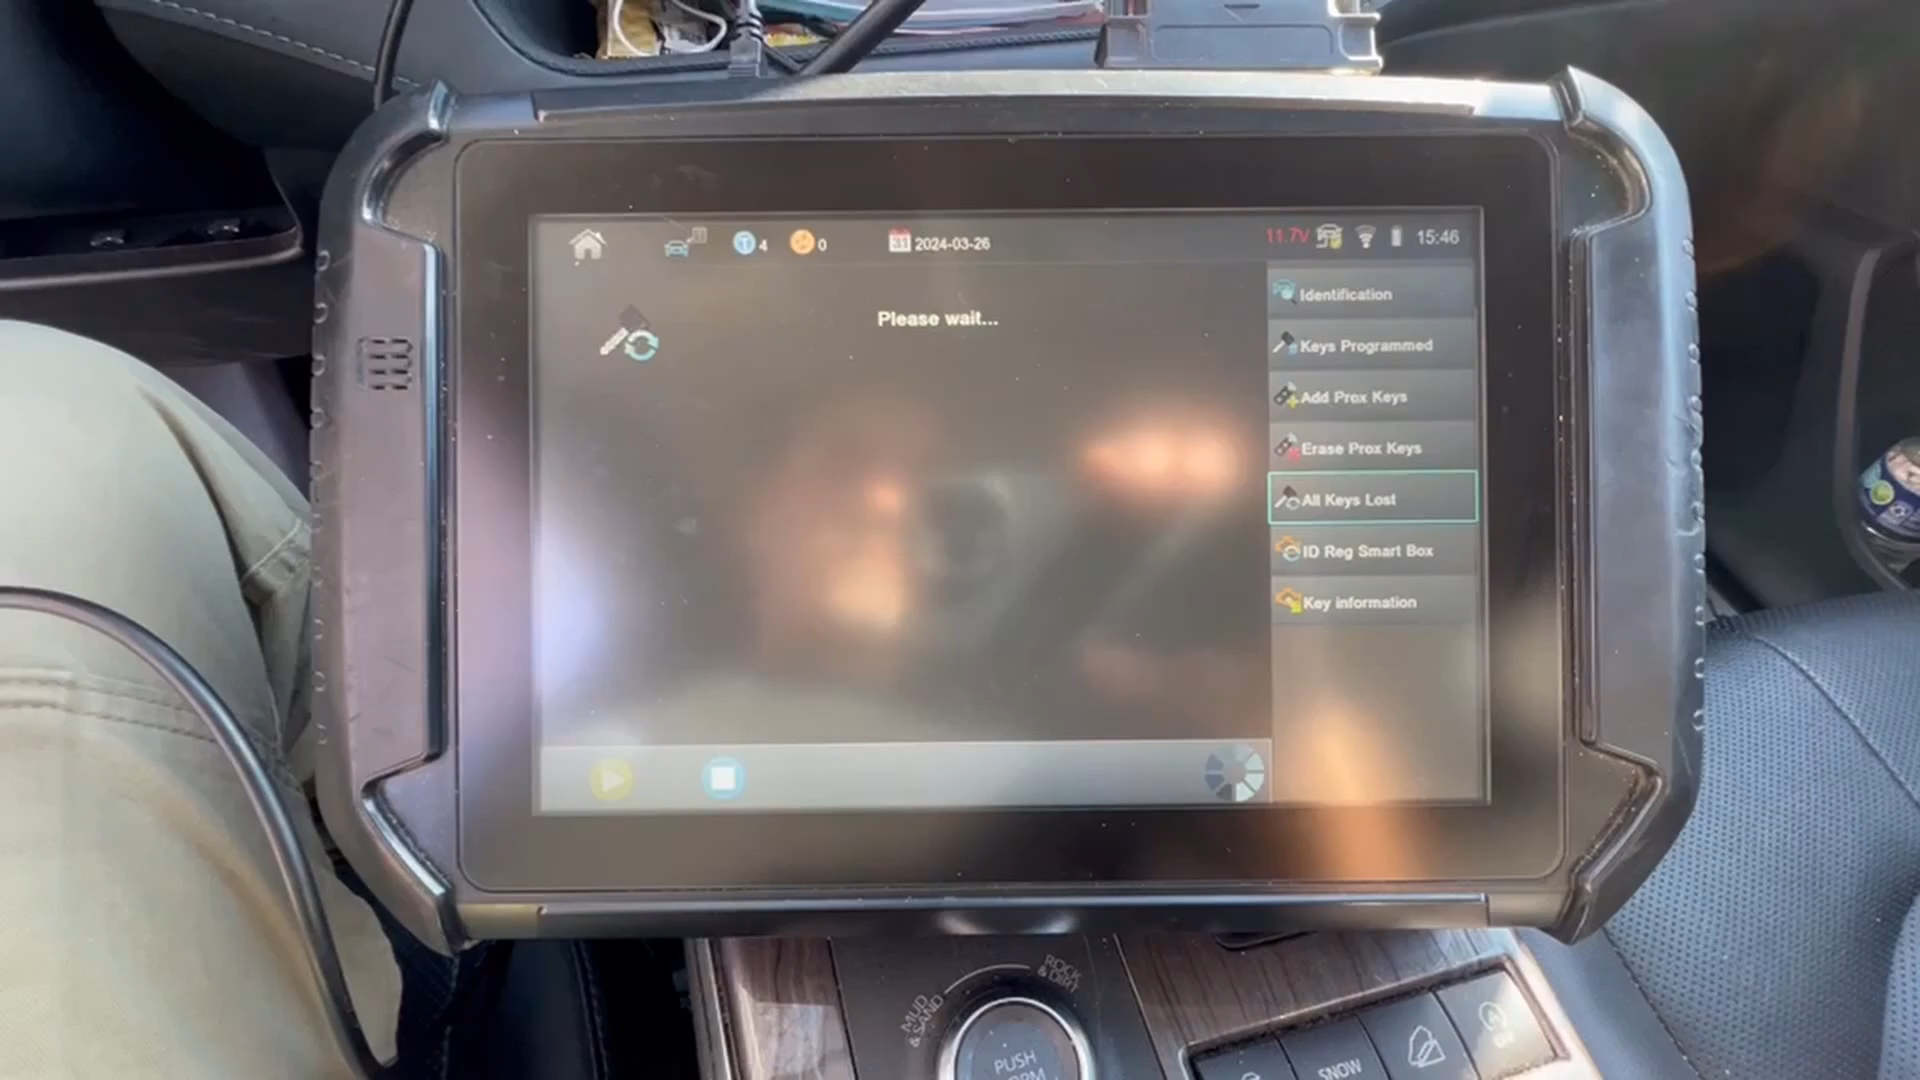 4
0
31
2024-03-26
11.7V
15:46
Please wait...
Identification
Keys Programmed
Add Prox Keys
Erase Prox Keys
All Keys Lost
ID Reg Smart Box
Key information
MUD
& SAND
ROCK
& DIRT
PUSH
SNOW